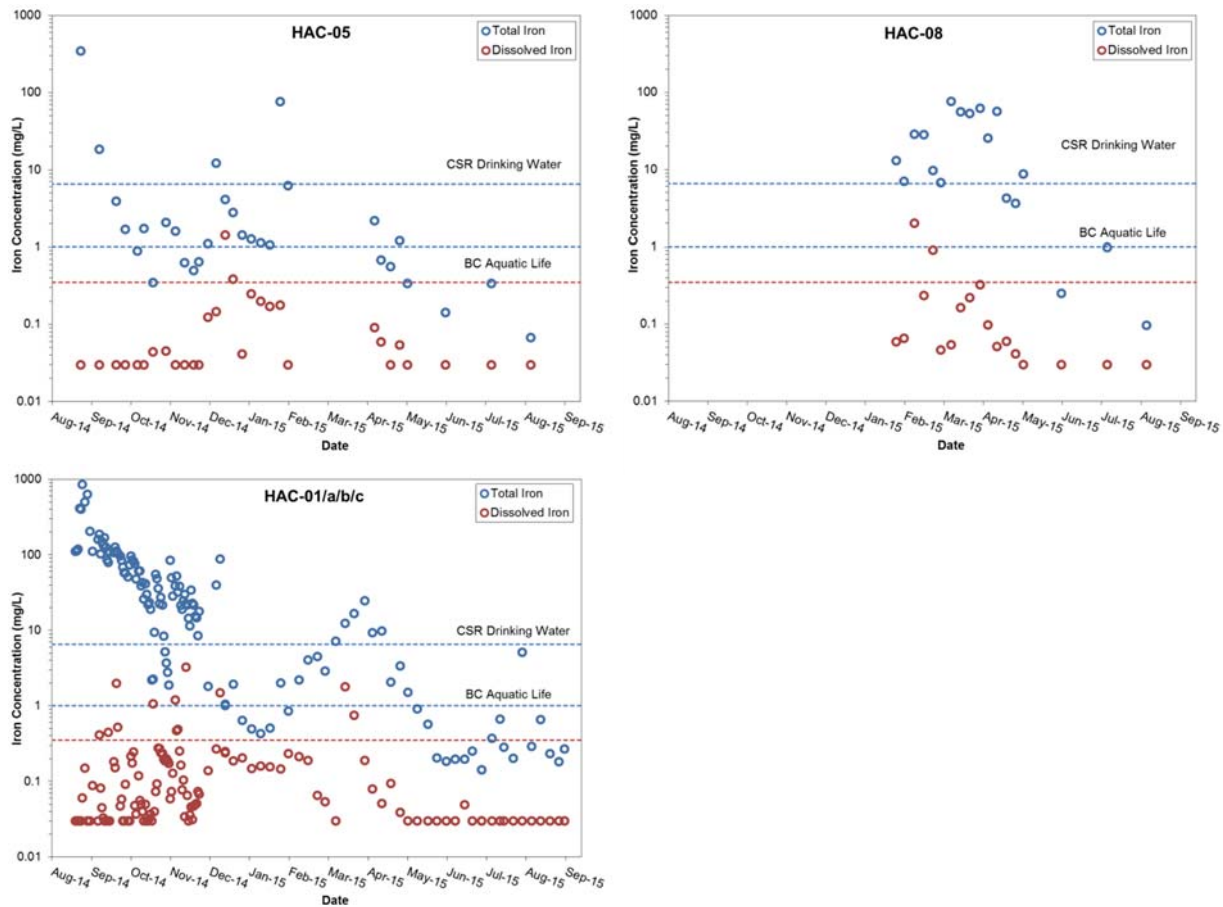 HAC-05
Total Iron
Dissolved Iron
1000
100
10
1
0.1
0.01
Iron Concentration (mg/L)
CSR Drinking Water
BC Aquatic Life
Aug-14
Sep-14
Oct-14
Nov-14
Dec-14
Jan-15
Feb-15
Mar-15
Apr-15
May-15
Jun-15
Jul-15
Aug-15
Sep-15
Date
HAC-08
Total Iron
Dissolved Iron
1000
100
10
1
0.1
0.01
Iron Concentration (mg/L)
CSR Drinking Water
BC Aquatic Life
Aug-14
Sep-14
Oct-14
Nov-14
Dec-14
Jan-15
Feb-15
Mar-15
Apr-15
May-15
Jun-15
Jul-15
Aug-15
Sep-15
Date
HAC-01/a/b/c
Total Iron
Dissolved Iron
1000
100
10
1
0.1
0.01
Iron Concentration (mg/L)
CSR Drinking Water
BC Aquatic Life
Aug-14
Sep-14
Oct-14
Nov-14
Dec-14
Jan-15
Feb-15
Mar-15
Apr-15
May-15
Jun-15
Jul-15
Aug-15
Sep-15
Date